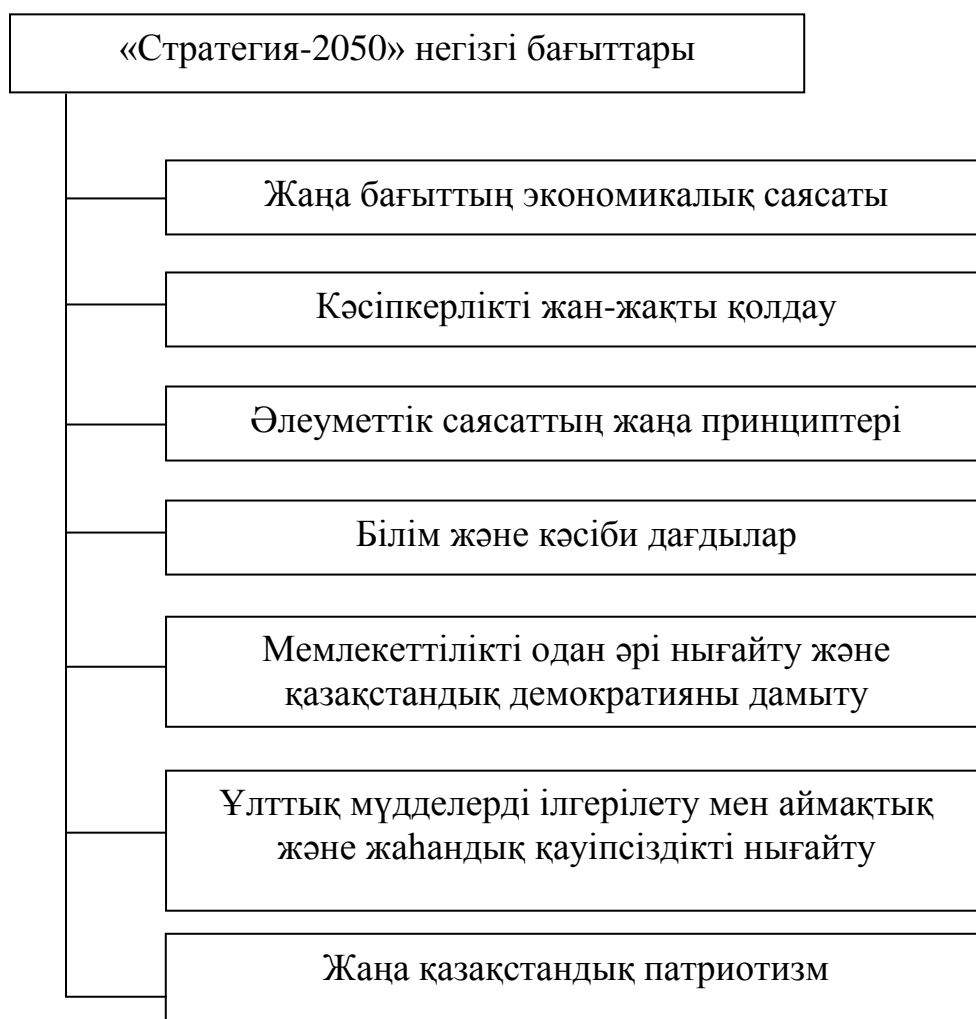 «Стратегия-2050» негізгі бағыттары
Жаңа бағыттың экономикалық саясаты
Кәсіпкерлікті жан-жақты қолдау
Әлеуметтік саясаттың жаңа принциптері
Білім және кәсіби дағдылар
Мемлекеттілікті одан әрі нығайту және
қазақстандық демократияны дамыту
Ұлттық мүдделерді ілгерілету мен аймақтық
және жаһандық қауіпсіздікті нығайту
Жаңа қазақстандық патриотизм